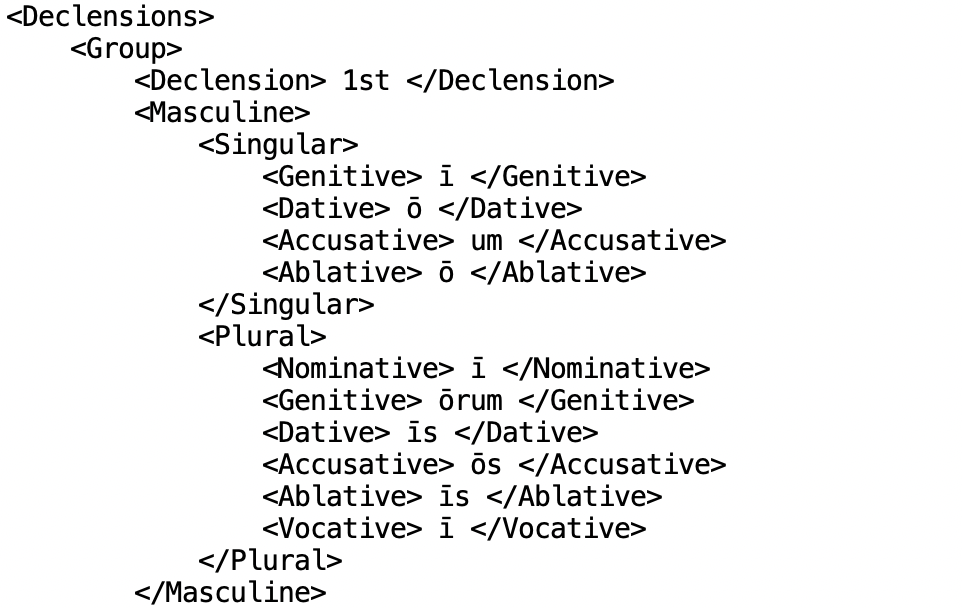 <Declensions>
<Group>
<Declension> 1st </Declension>
<Masculine>
<Singular>
<Genitive> ī </Genitive>
<Dative> ō </Dative>
<Accusative> um </Accusative>
<Ablative> ō </Ablative>
</Singular>
<Plural>
<Nominative> ī </Nominative>
<Genitive> ōrum </Genitive>
<Dative> īs </Dative>
<Accusative> ōs </Accusative>
<Ablative> īs </Ablative>
<Vocative> ī </Vocative>
</Plural>
</Masculine>